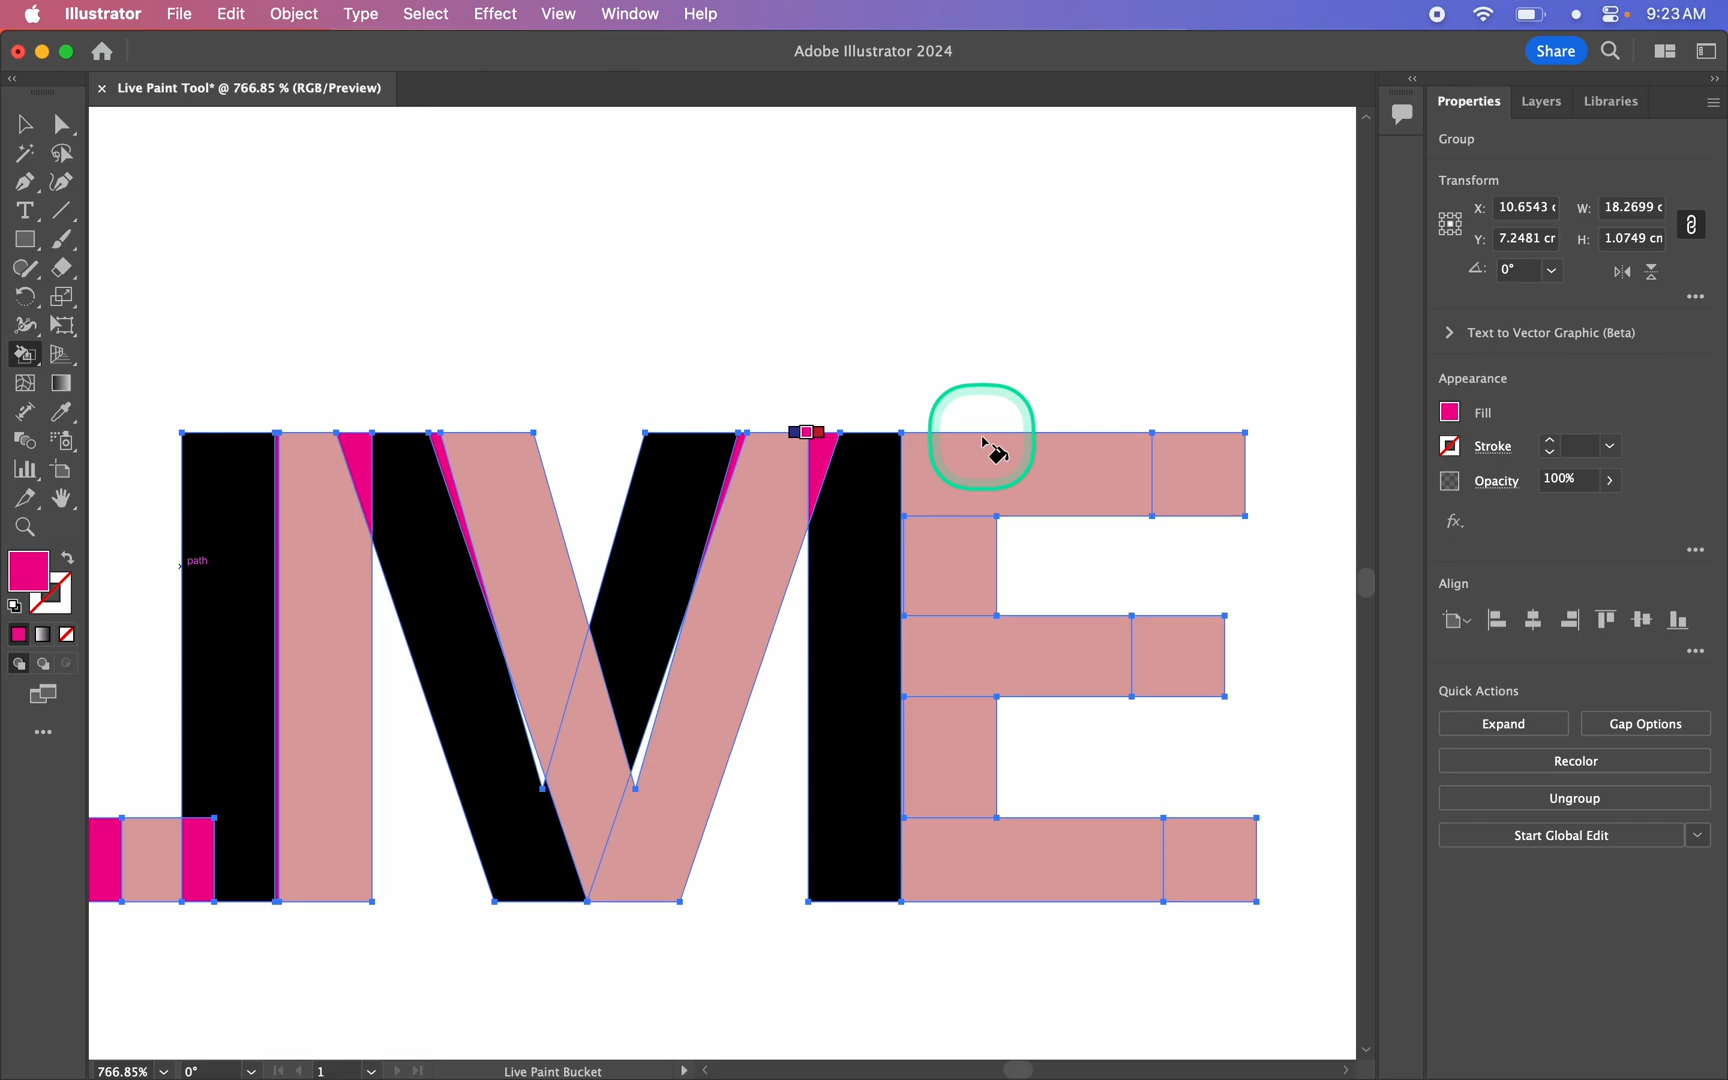 Illustrator File Edit Object Type Select Effect View Window Help 9:23 AM
Adobe Illustrator 2024
Share
Live Paint Tool* @ 766.85 % (RGB/Preview)
Properties Layers Libraries
Group
Transform
X: 10.6543 W: 18.2699
Y: 7.2481 cr H: 1.0749 cn
0°
Text to Vector Graphic (Beta)
Appearance
Fill
Stroke
Opacity 100%
fx.
path
Align
Quick Actions
Expand Gap Options
Recolor
Ungroup
Start Global Edit
IME
766.85% 0° 1 Live Paint Bucket